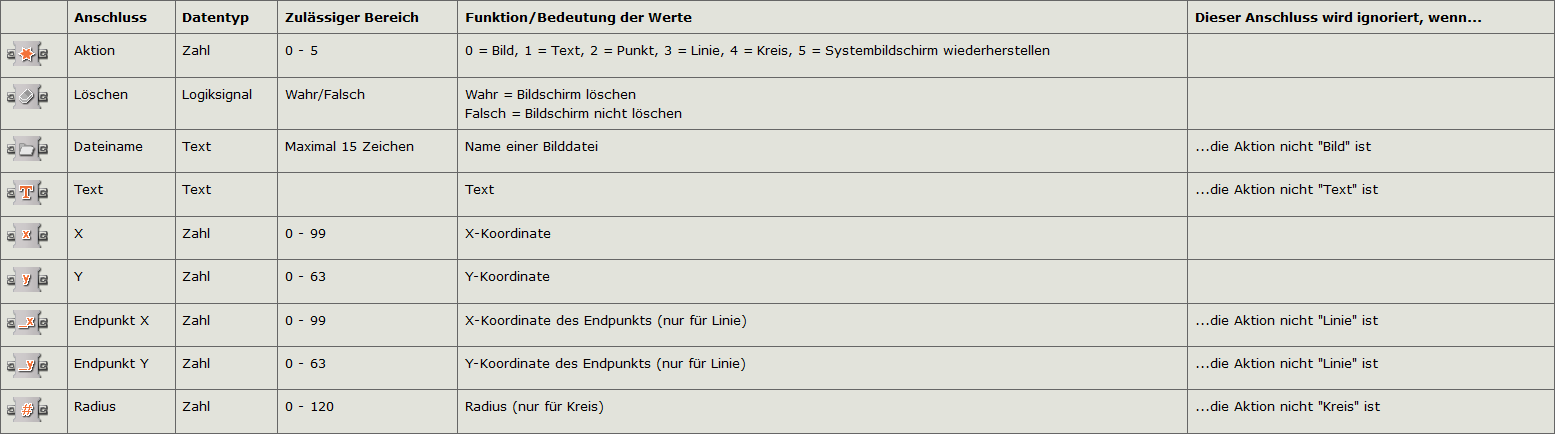 Anschluss Datentyp Zulässiger Bereich Funktion/Bedeutung der Werte Dieser Anschluss wird ignoriert, wenn...
Aktion Zahl 0 - 5 0 = Bild, 1 = Text, 2 = Punkt, 3 = Linie, 4 = Kreis, 5 = Systembildschirm wiederherstellen
Löschen Logiksignal Wahr/Falsch Wahr = Bildschirm löschen
Falsch = Bildschirm nicht löschen
Dateiname Text Maximal 15 Zeichen Name einer Bilddatei ...die Aktion nicht "Bild" ist
T Text Text Text ...die Aktion nicht "Text" ist
x X Zahl 0 - 99 X-Koordinate
y Y Zahl 0 - 63 Y-Koordinate
_x Endpunkt X Zahl 0 - 99 X-Koordinate des Endpunkts (nur für Linie) ...die Aktion nicht "Linie" ist
_y Endpunkt Y Zahl 0 - 63 Y-Koordinate des Endpunkts (nur für Linie) ...die Aktion nicht "Linie" ist
# Radius Zahl 0 - 120 Radius (nur für Kreis) ...die Aktion nicht "Kreis" ist